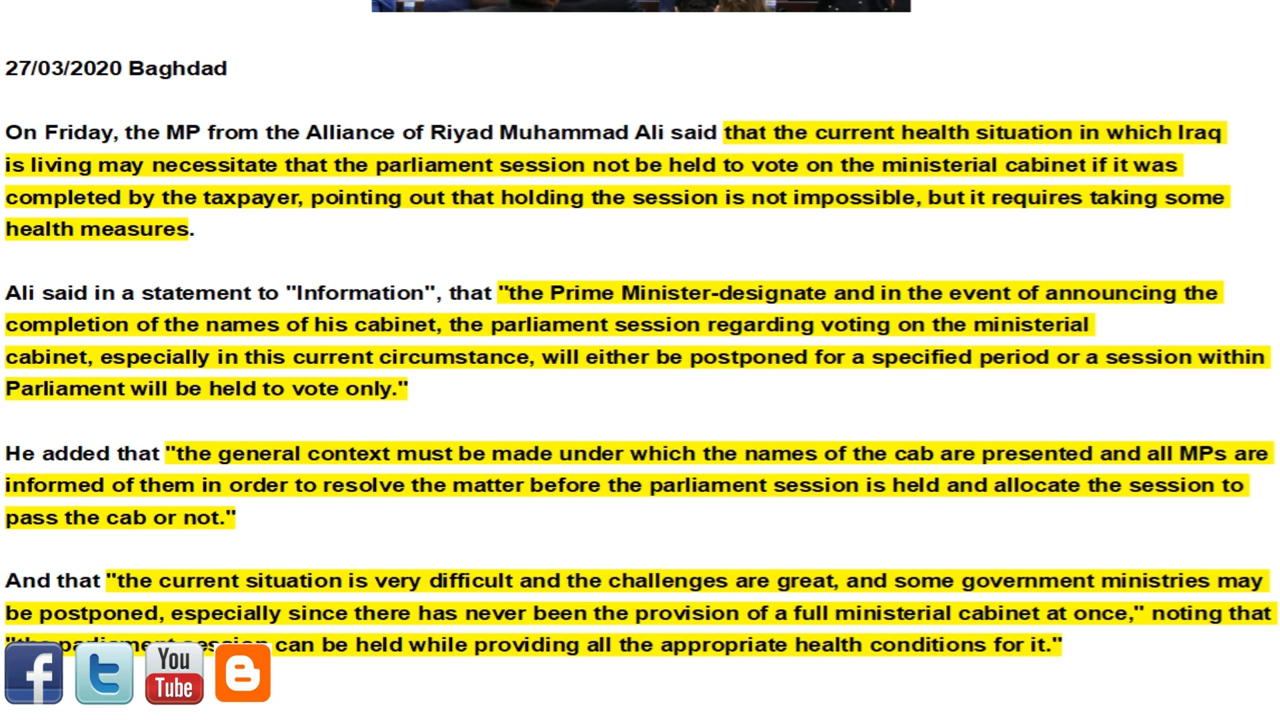 27/03/2020 Baghdad
On Friday, the MP from the Alliance of Riyad Muhammad Ali said that the current health situation in which Iraq
is living may necessitate that the parliament session not be held to vote on the ministerial cabinet if it was
completed by the taxpayer, pointing out that holding the session is not impossible, but it requires taking some
health measures.
Ali said in a statement to "Information", that "the Prime Minister-designate and in the event of announcing the
completion of the names of his cabinet, the parliament session regarding voting on the ministerial
cabinet, especially in this current circumstance, will either be postponed for a specified period or a session within
Parliament will be held to vote only."
He added that "the general context must be made under which the names of the cab are presented and all MPs are
informed of them in order to resolve the matter before the parliament session is held and allocate the session to
pass the cab or not."
And that "the current situation is very difficult and the challenges are great, and some government ministries may
be postponed, especially since there has never been the provision of a full ministerial cabinet at once," noting that
"the parliament session can be held while providing all the appropriate health conditions for it."
You
Tube